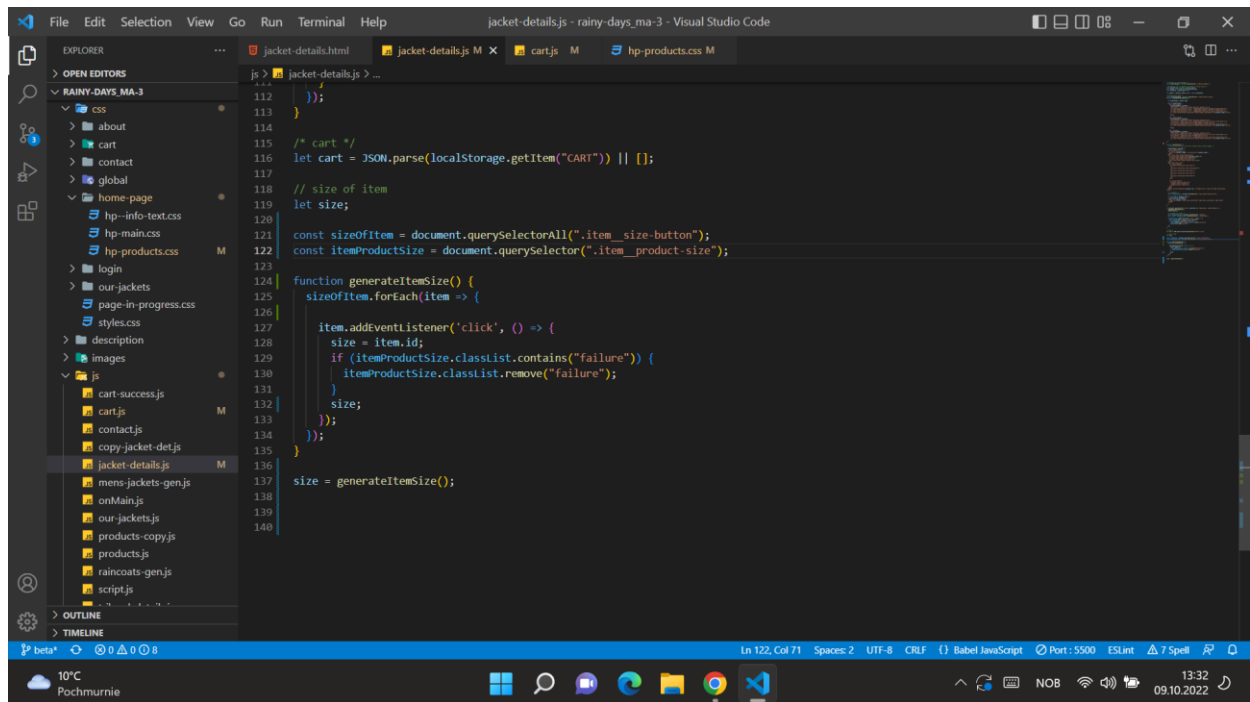 File Edit Selection View Go Run Terminal Help jacket-details.js - rainy-days_ma-3 - Visual Studio Code
EXPLORER
jacket-details.html jacket-details.js M cart.js M hp-products.css M
OPEN EDITORS
js > jacket-details.js > ...
RAINY-DAYS_MA-3
css
about
cart
contact
global
home-page
hp--info-text.css
hp-main.css
hp-products.css M
login
our-jackets
page-in-progress.css
styles.css
description
images
js
cart-success.js
cart.js M
contact.js
copy-jacket-det.js
jacket-details.js M
mens-jackets-gen.js
onMain.js
our-jackets.js
products-copy.js
products.js
raincoats-gen.js
script.js
OUTLINE
TIMELINE
111 }
112 });
113 }
114
115 /* cart */
116 let cart = JSON.parse(localStorage.getItem("CART")) || [];
117
118 // size of item
119 let size;
120
121 const sizeOfItem = document.querySelectorAll(".item__size-button");
122 const itemProductSize = document.querySelector(".item__product-size");
123
124 function generateItemSize() {
125 sizeOfItem.forEach(item => {
126
127 item.addEventListener('click', () => {
128 size = item.id;
129 if (itemProductSize.classList.contains("failure")) {
130 itemProductSize.classList.remove("failure");
131 }
132 size;
133 });
134 });
135 }
136
137 size = generateItemSize();
138
139
140
3
beta* 0 0 8 Ln 122, Col 71 Spaces: 2 UTF-8 CRLF {} Babel JavaScript Port : 5500 ESLint 7 Spell
10°C
Pochmurnie
NOB
13:32
09.10.2022